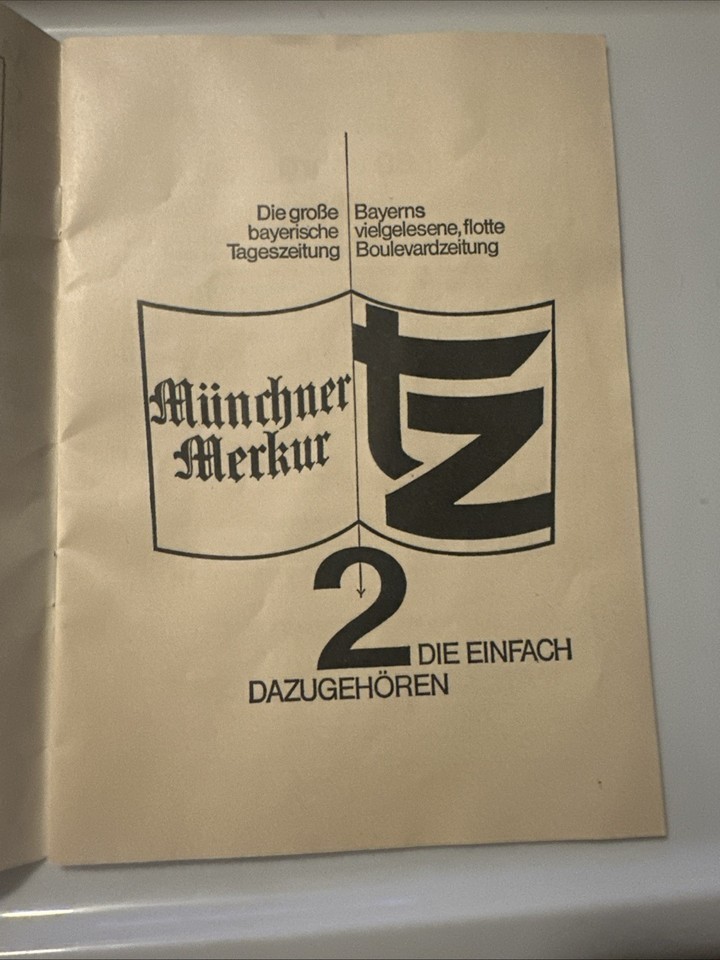 Die große
bayerische
Tageszeitung
Bayerns
vielgelesene, flotte
Boulevardzeitung
Münchner
Merkur
tz
2 DIE EINFACH
DAZUGEHÖREN